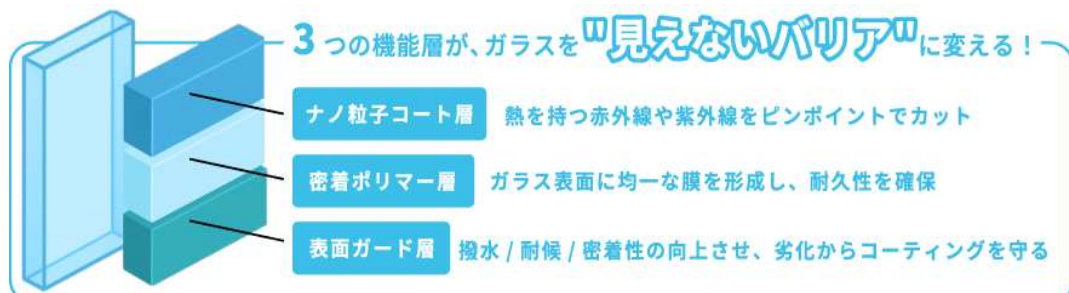 3つの機能層が、ガラスを"見えないバリア"に変える！
ナノ粒子コート層 熱を持つ赤外線や紫外線をピンポイントでカット
密着ポリマー層 ガラス表面に均一な膜を形成し、耐久性を確保
表面ガード層 撥水 / 耐候 / 密着性の向上させ、劣化からコーティングを守る